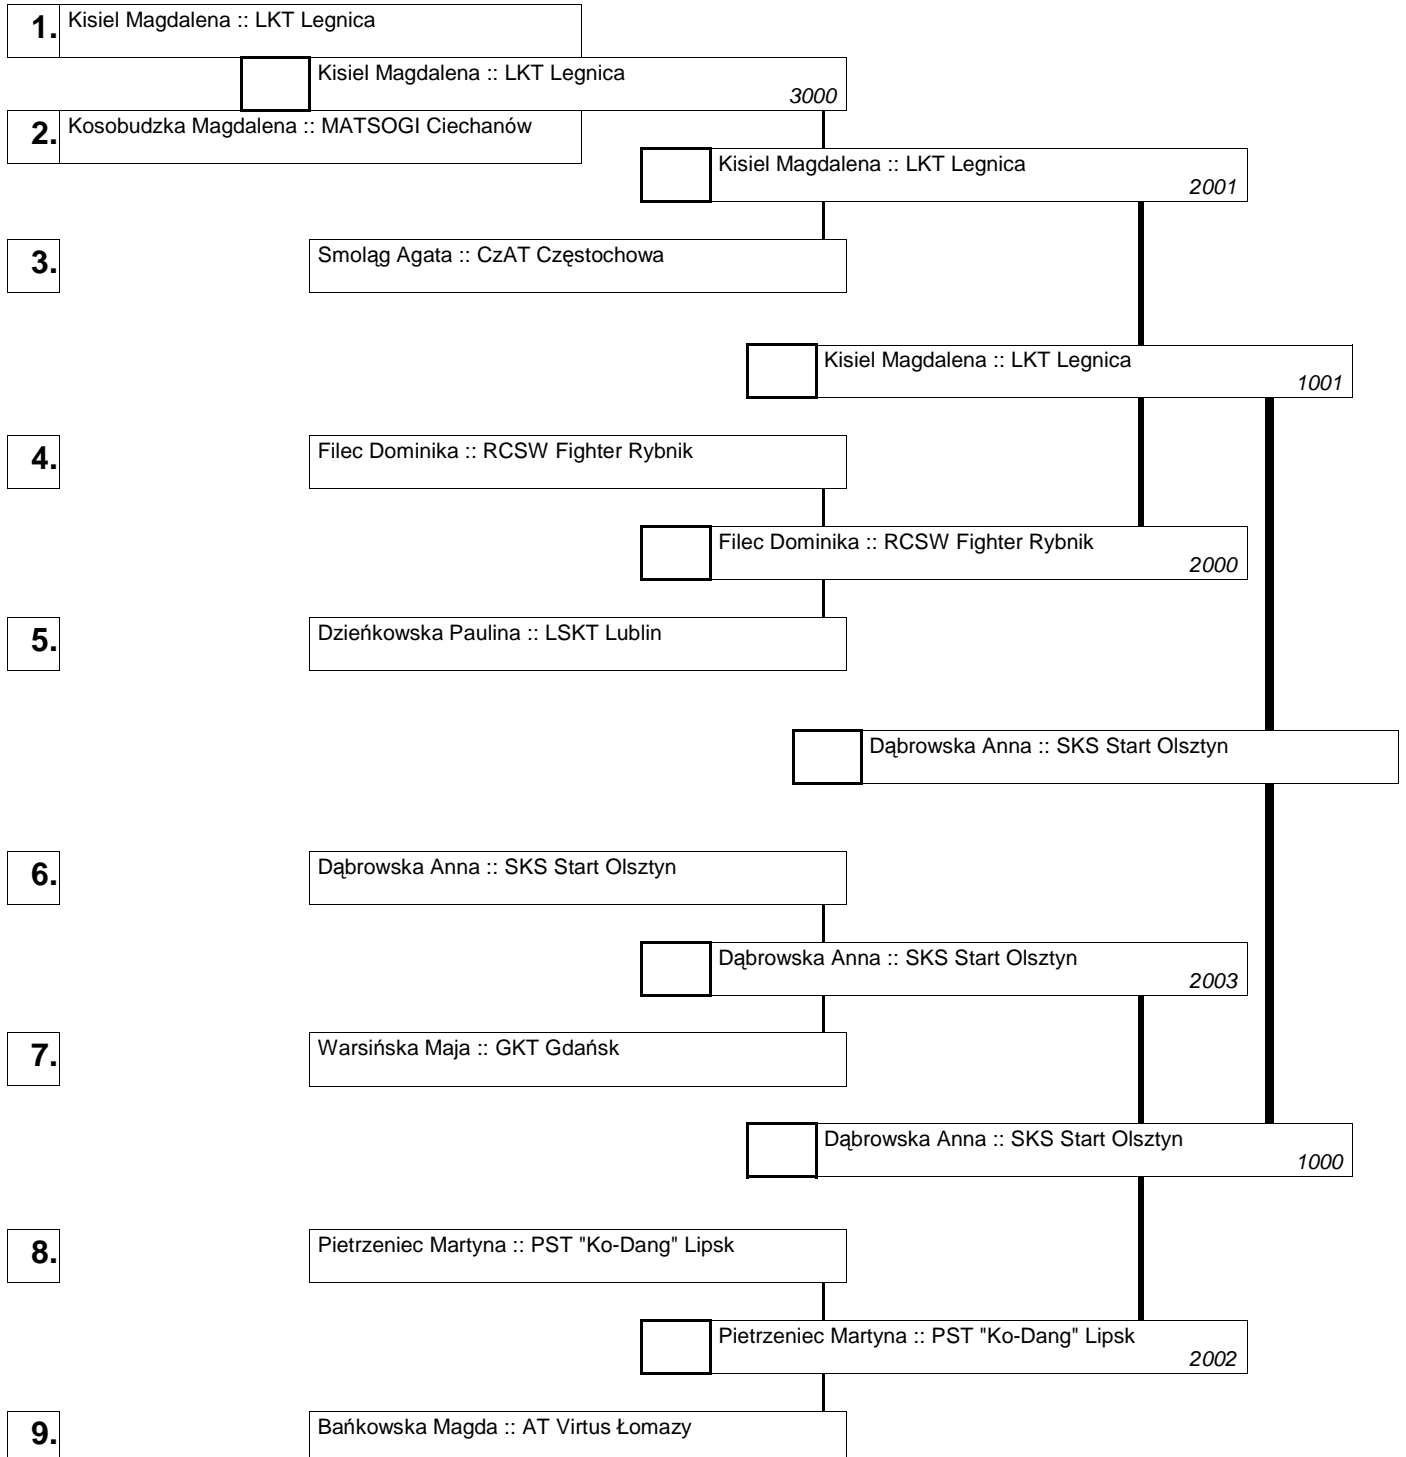 1. Kisiel Magdalena :: LKT Legnica
Kisiel Magdalena :: LKT Legnica
3000
2. Kosobudzka Magdalena :: MATSOGI Ciechanów
Kisiel Magdalena :: LKT Legnica
2001
3. Smoląg Agata :: CzAT Częstochowa
Kisiel Magdalena :: LKT Legnica
1001
4. Filec Dominika :: RCSW Fighter Rybnik
Filec Dominika :: RCSW Fighter Rybnik
2000
5. Dzieńkowska Paulina :: LSKT Lublin
Dąbrowska Anna :: SKS Start Olsztyn
6. Dąbrowska Anna :: SKS Start Olsztyn
Dąbrowska Anna :: SKS Start Olsztyn
2003
7. Warsińska Maja :: GKT Gdańsk
Dąbrowska Anna :: SKS Start Olsztyn
1000
8. Pietrzeniec Martyna :: PST "Ko-Dang" Lipsk
Pietrzeniec Martyna :: PST "Ko-Dang" Lipsk
2002
9. Bańkowska Magda :: AT Virtus Łomazy